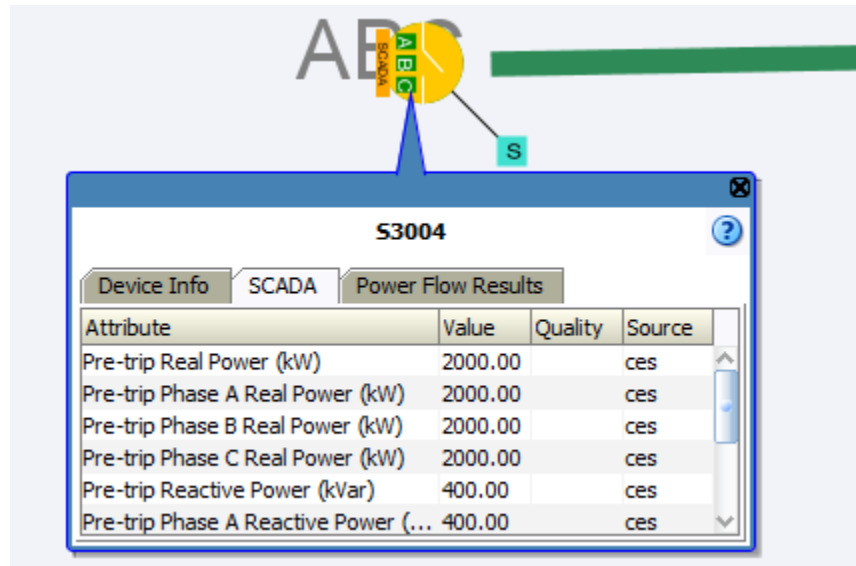 ABC
SCADA
A
B
C
S
S3004
?
Device Info SCADA Power Flow Results
Attribute Value Quality Source
Pre-trip Real Power (kW) 2000.00 ces
Pre-trip Phase A Real Power (kW) 2000.00 ces
Pre-trip Phase B Real Power (kW) 2000.00 ces
Pre-trip Phase C Real Power (kW) 2000.00 ces
Pre-trip Reactive Power (kVar) 400.00 ces
Pre-trip Phase A Reactive Power (... 400.00 ces